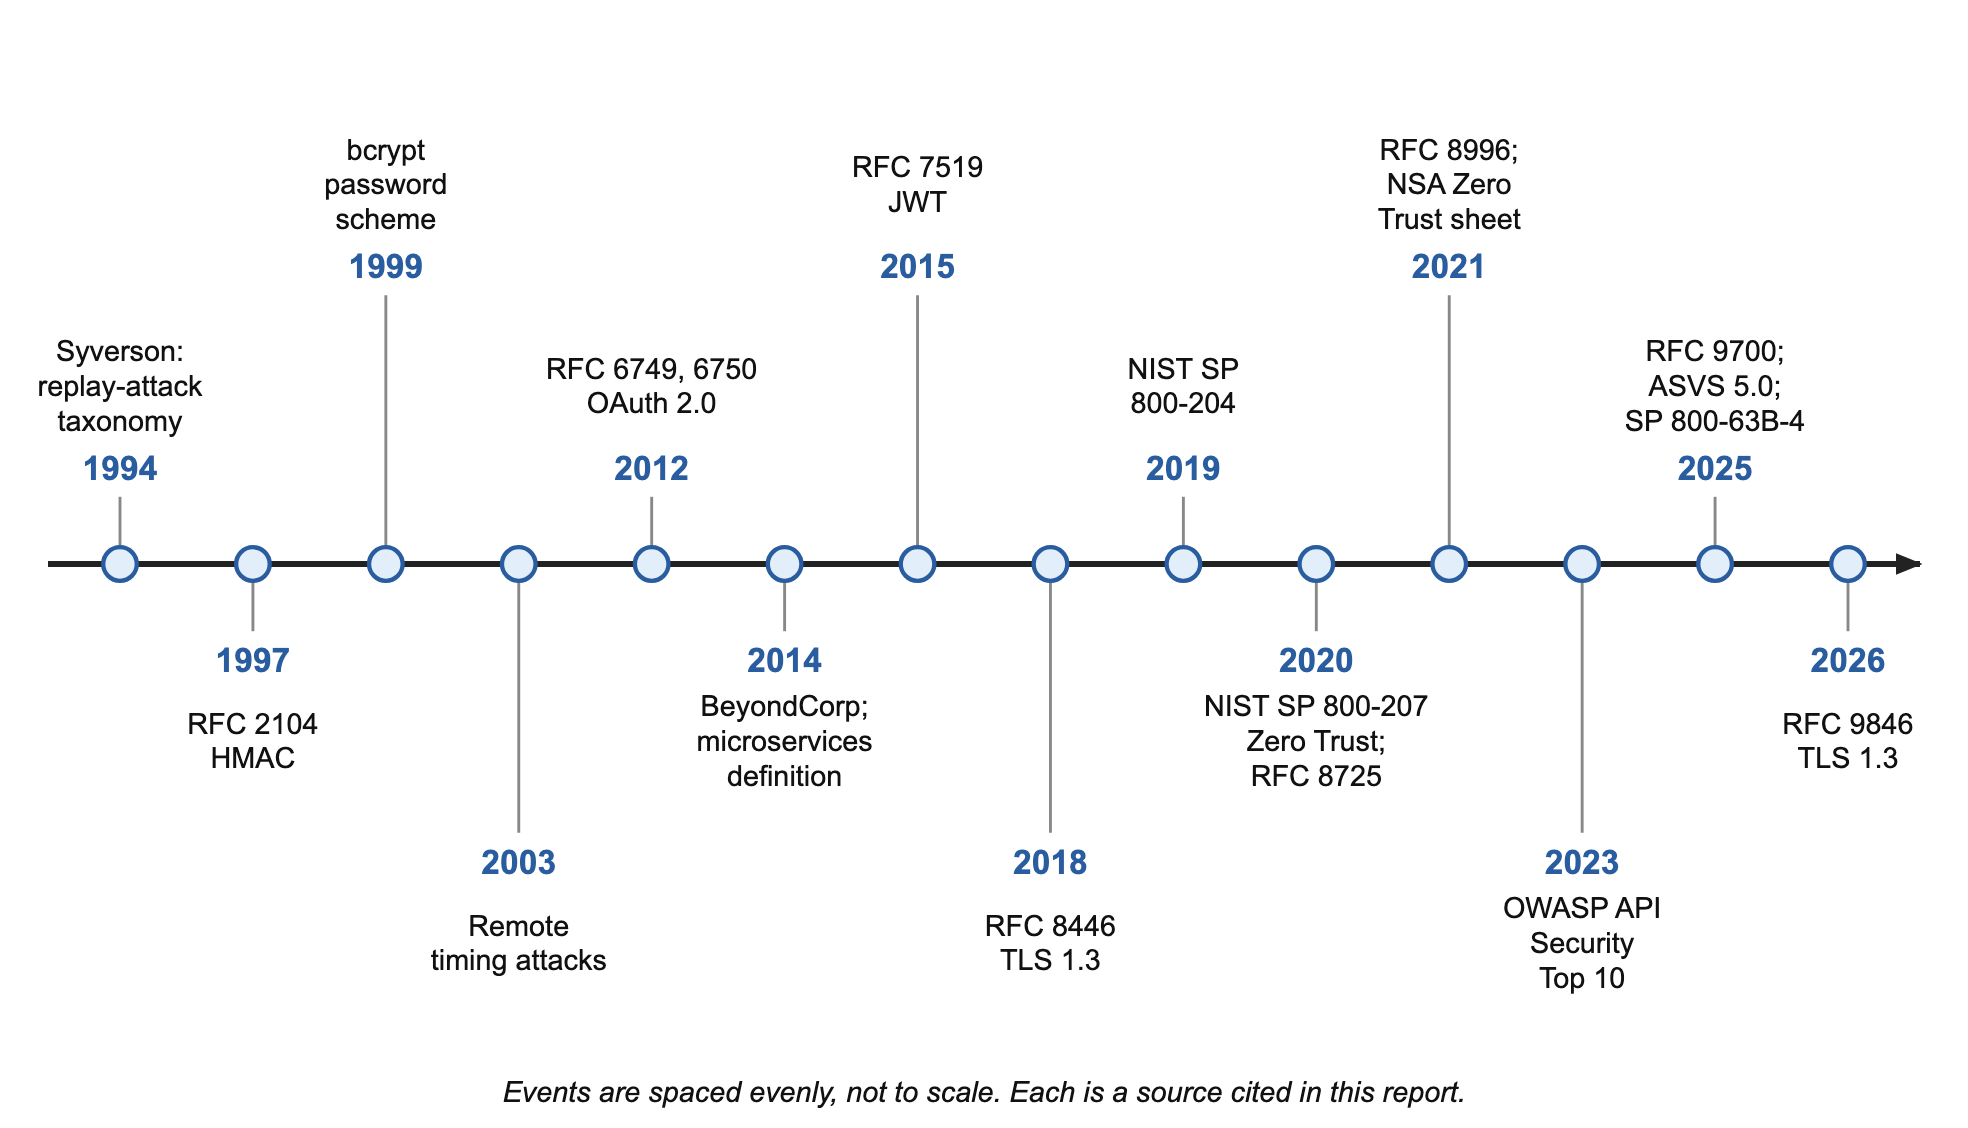 Syverson:
replay-attack
taxonomy
1994
1997
RFC 2104
HMAC
bcrypt
password
scheme
1999
2003
Remote
timing attacks
RFC 6749, 6750
OAuth 2.0
2012
2014
BeyondCorp;
microservices
definition
RFC 7519
JWT
2015
2018
RFC 8446
TLS 1.3
NIST SP
800-204
2019
2020
NIST SP 800-207
Zero Trust;
RFC 8725
RFC 8996;
NSA Zero
Trust sheet
2021
2023
OWASP API
Security
Top 10
RFC 9700;
ASVS 5.0;
SP 800-63B-4
2025
2026
RFC 9846
TLS 1.3
Events are spaced evenly, not to scale. Each is a source cited in this report.